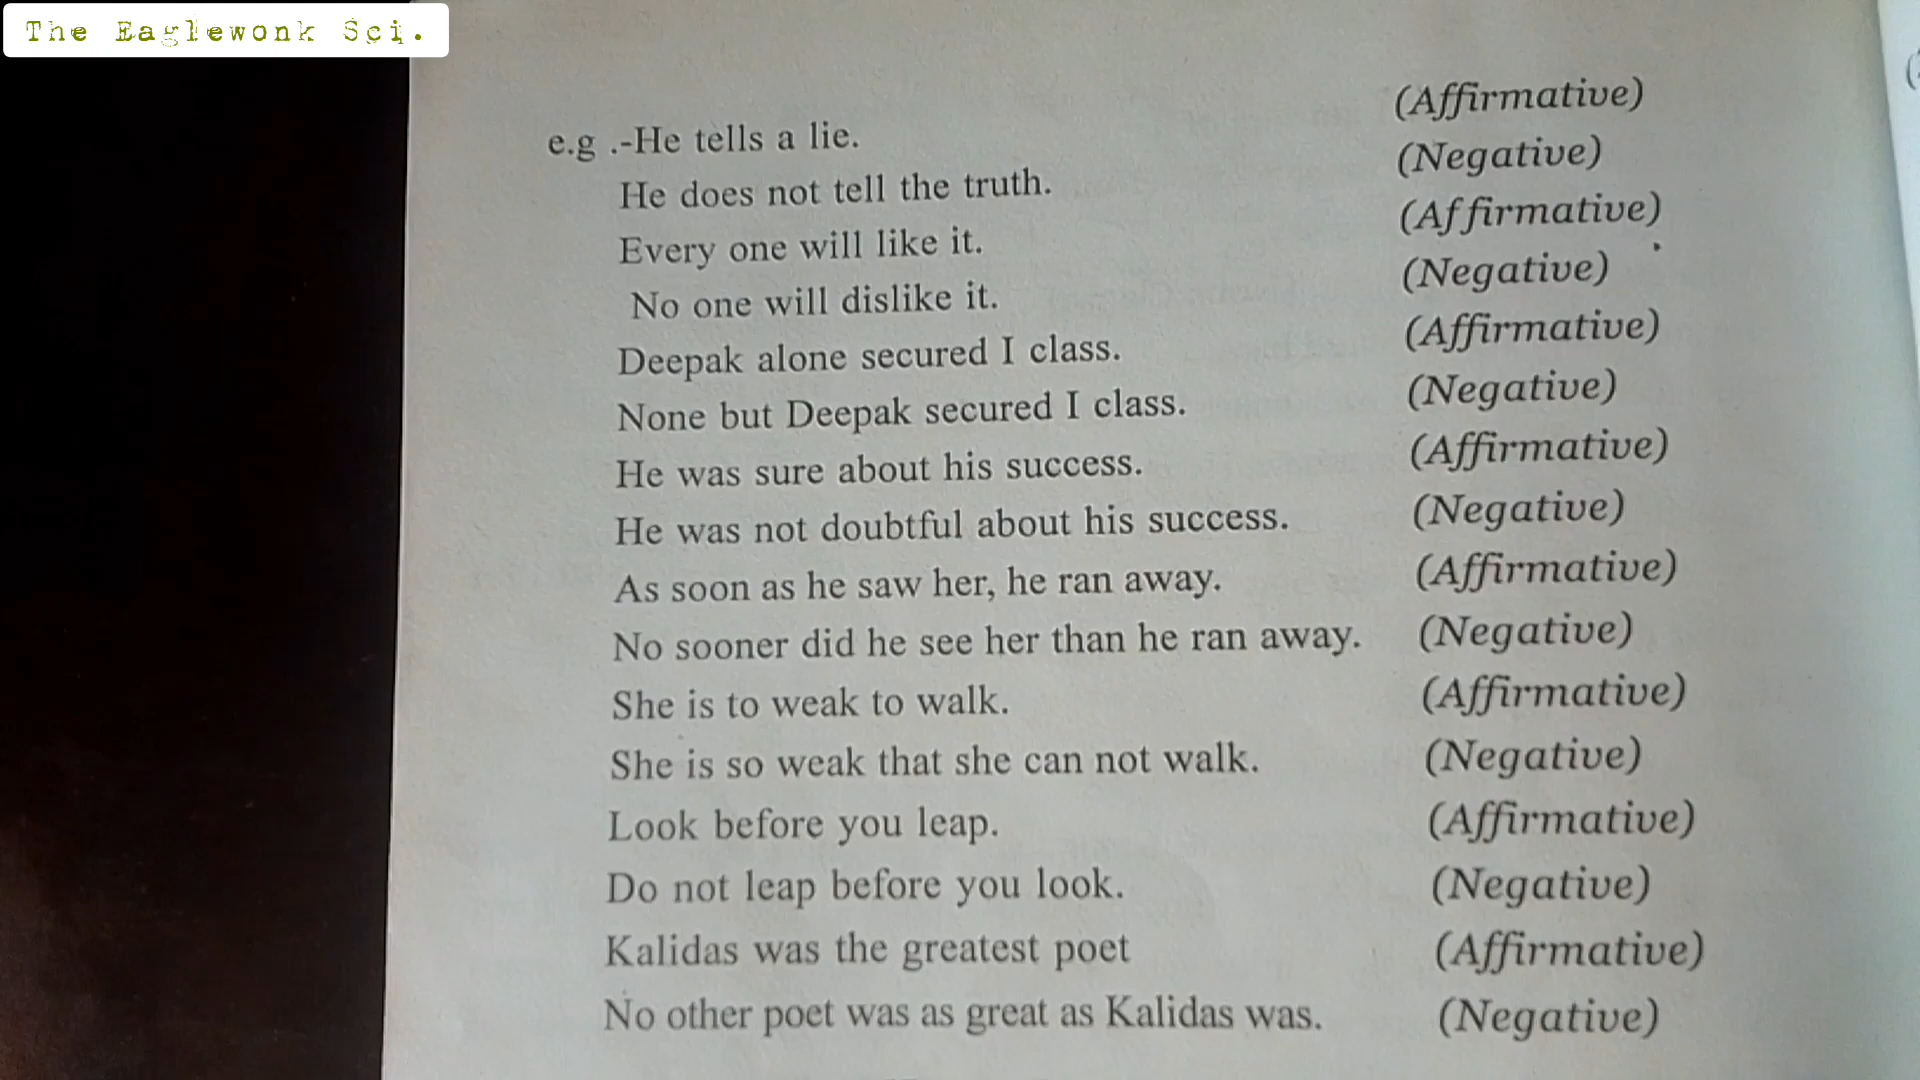 The Eaglewonk Sci.
e.g .-He tells a lie. (Affirmative)
He does not tell the truth. (Negative)
Every one will like it. (Affirmative)
No one will dislike it. (Negative)
Deepak alone secured I class. (Affirmative)
None but Deepak secured I class. (Negative)
He was sure about his success. (Affirmative)
He was not doubtful about his success. (Negative)
As soon as he saw her, he ran away. (Affirmative)
No sooner did he see her than he ran away. (Negative)
She is to weak to walk. (Affirmative)
She is so weak that she can not walk. (Negative)
Look before you leap. (Affirmative)
Do not leap before you look. (Negative)
Kalidas was the greatest poet (Affirmative)
No other poet was as great as Kalidas was. (Negative)